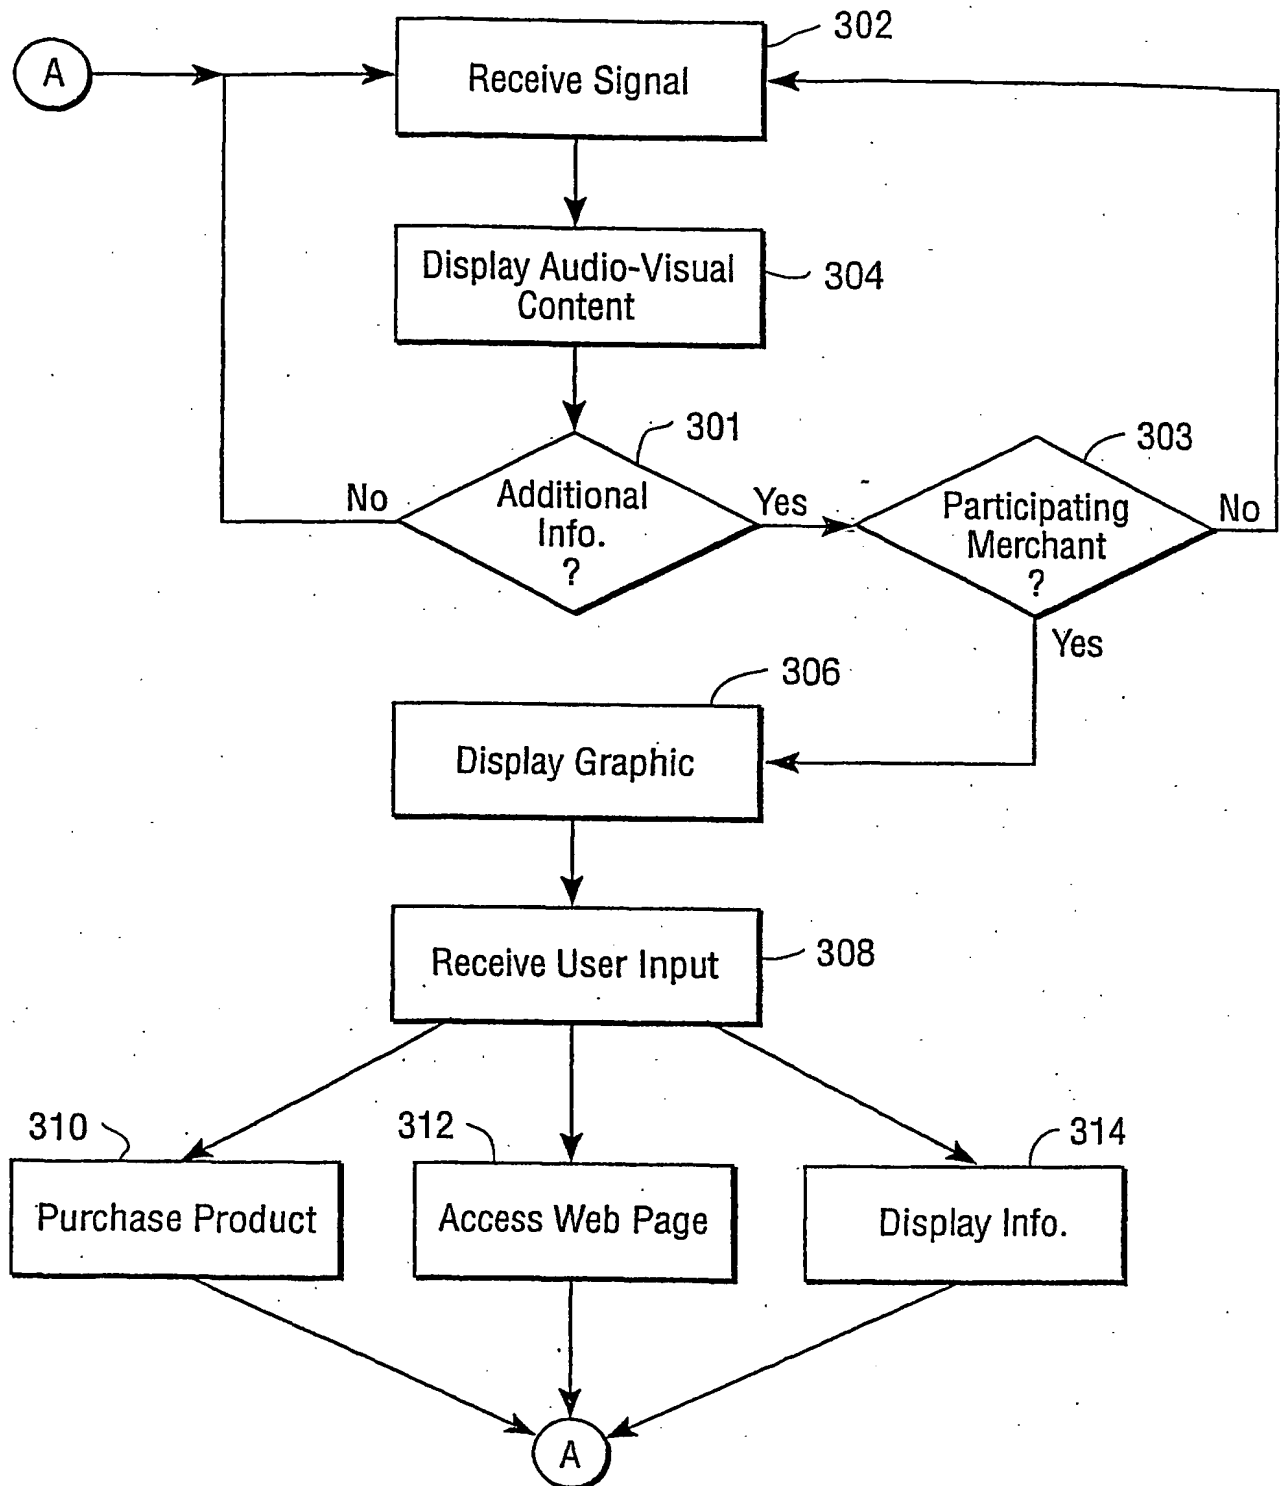 302
A
Receive Signal
Display Audio-Visual
Content
304
301
303
No
Additional
Info.
?
Yes
Participating
Merchant
?
No
Yes
306
Display Graphic
Receive User Input
308
310
312
314
Purchase Product
Access Web Page
Display Info.
A